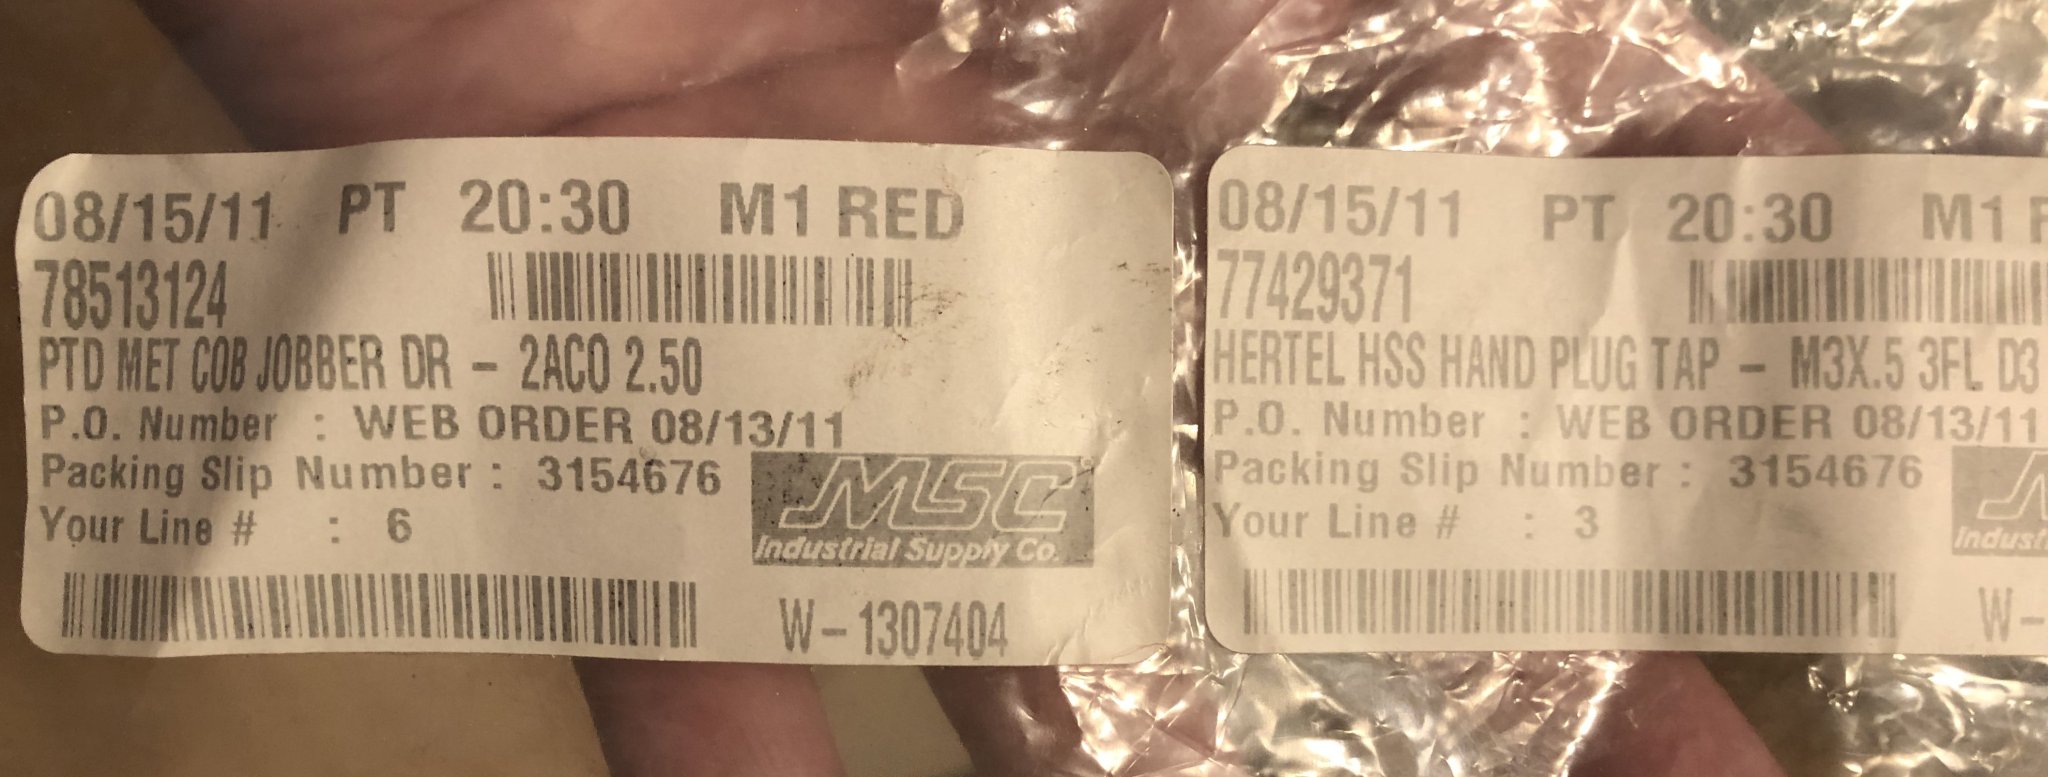 08/15/11 PT 20:30 M1 RED
78513124
PTD MET COB JOBBER DR - 2ACO 2.50
P.O. Number : WEB ORDER 08/13/11
Packing Slip Number : 3154676
Your Line # : 6
MSC
Industrial Supply Co.
W-1307404
08/15/11 PT 20:30 M1
77429371
HERTEL HSS HAND PLUG TAP - M3X.5 3FL D3
P.O. Number : WEB ORDER 08/13/11
Packing Slip Number : 3154676
Your Line # : 3
W-